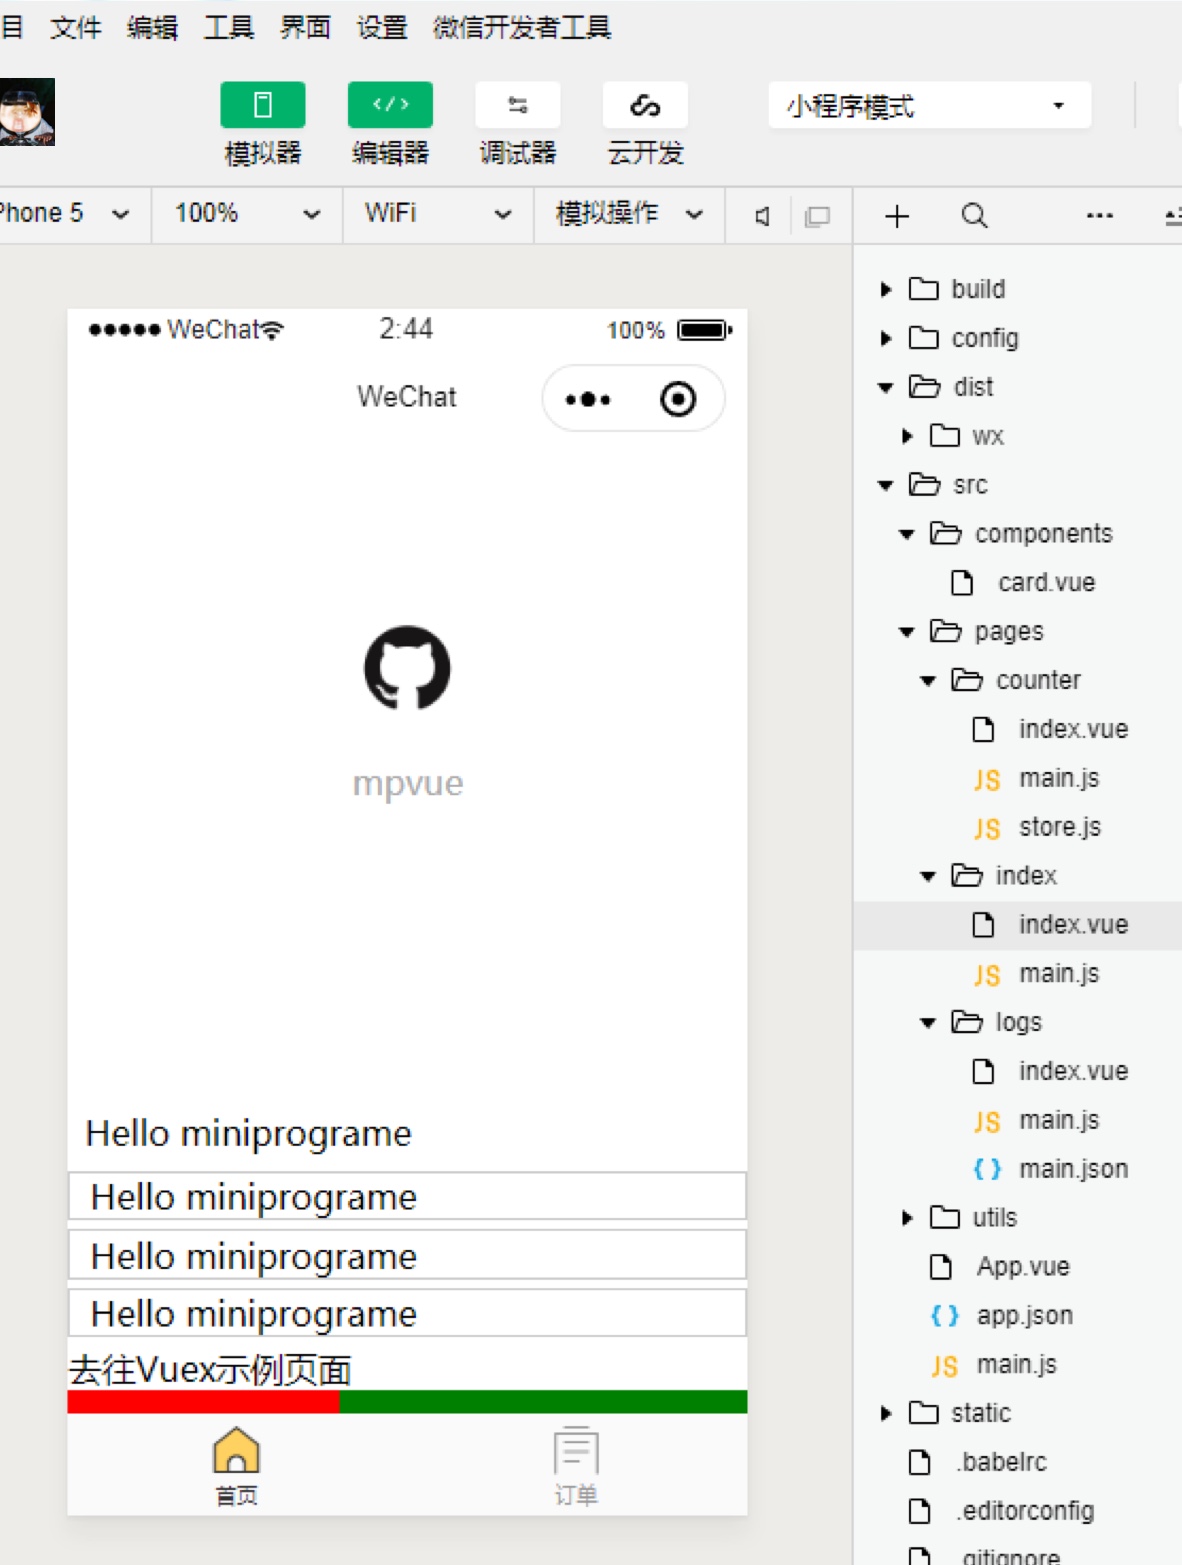 目 文件 编辑 工具 界面 设置 微信开发者工具
小程序模式
模拟器 编辑器 调试器 云开发
Phone 5 100% WiFi 模拟操作
WeChat 2:44 100%
WeChat
mpvue
Hello miniprograme
Hello miniprograme
Hello miniprograme
Hello miniprograme
去往Vuex示例页面
首页 订单
build
config
dist
wx
src
components
card.vue
pages
counter
index.vue
JS main.js
JS store.js
index
index.vue
JS main.js
logs
index.vue
JS main.js
{ } main.json
utils
App.vue
{ } app.json
JS main.js
static
.babelrc
.editorconfig
.gitignore